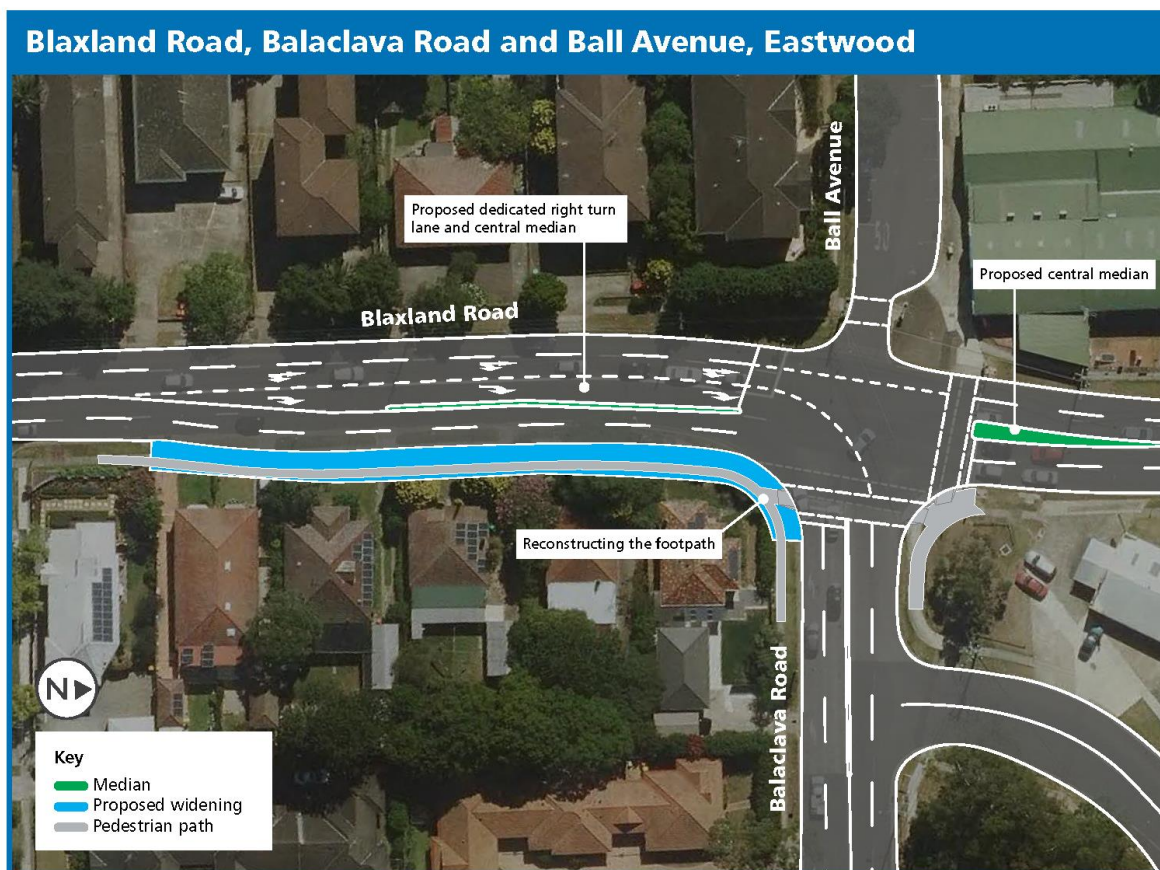 Blaxland Road, Balaclava Road and Ball Avenue, Eastwood
Ball Avenue
Proposed dedicated right turn
lane and central median
Proposed central median
Blaxland Road
Reconstructing the footpath
Balaclava Road
N
Key
Median
Proposed widening
Pedestrian path